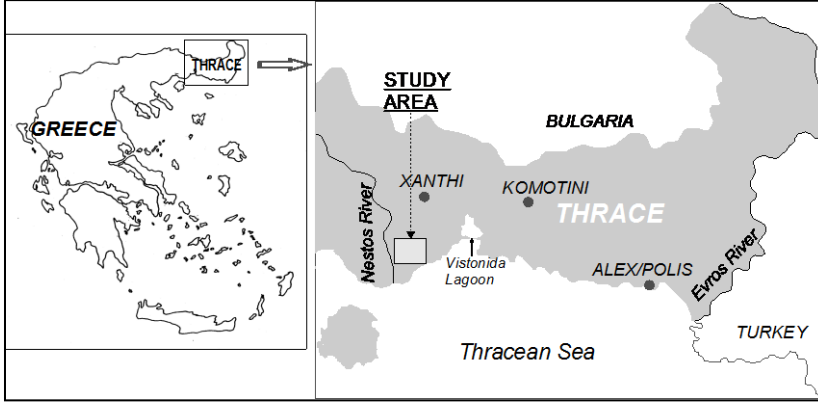 THRACE
GREECE
STUDY
AREA
BULGARIA
XANTHI
KOMOTINI
THRACE
Nestos River
Vistonida
Lagoon
ALEX/POLIS
Evros River
TURKEY
Thracean Sea